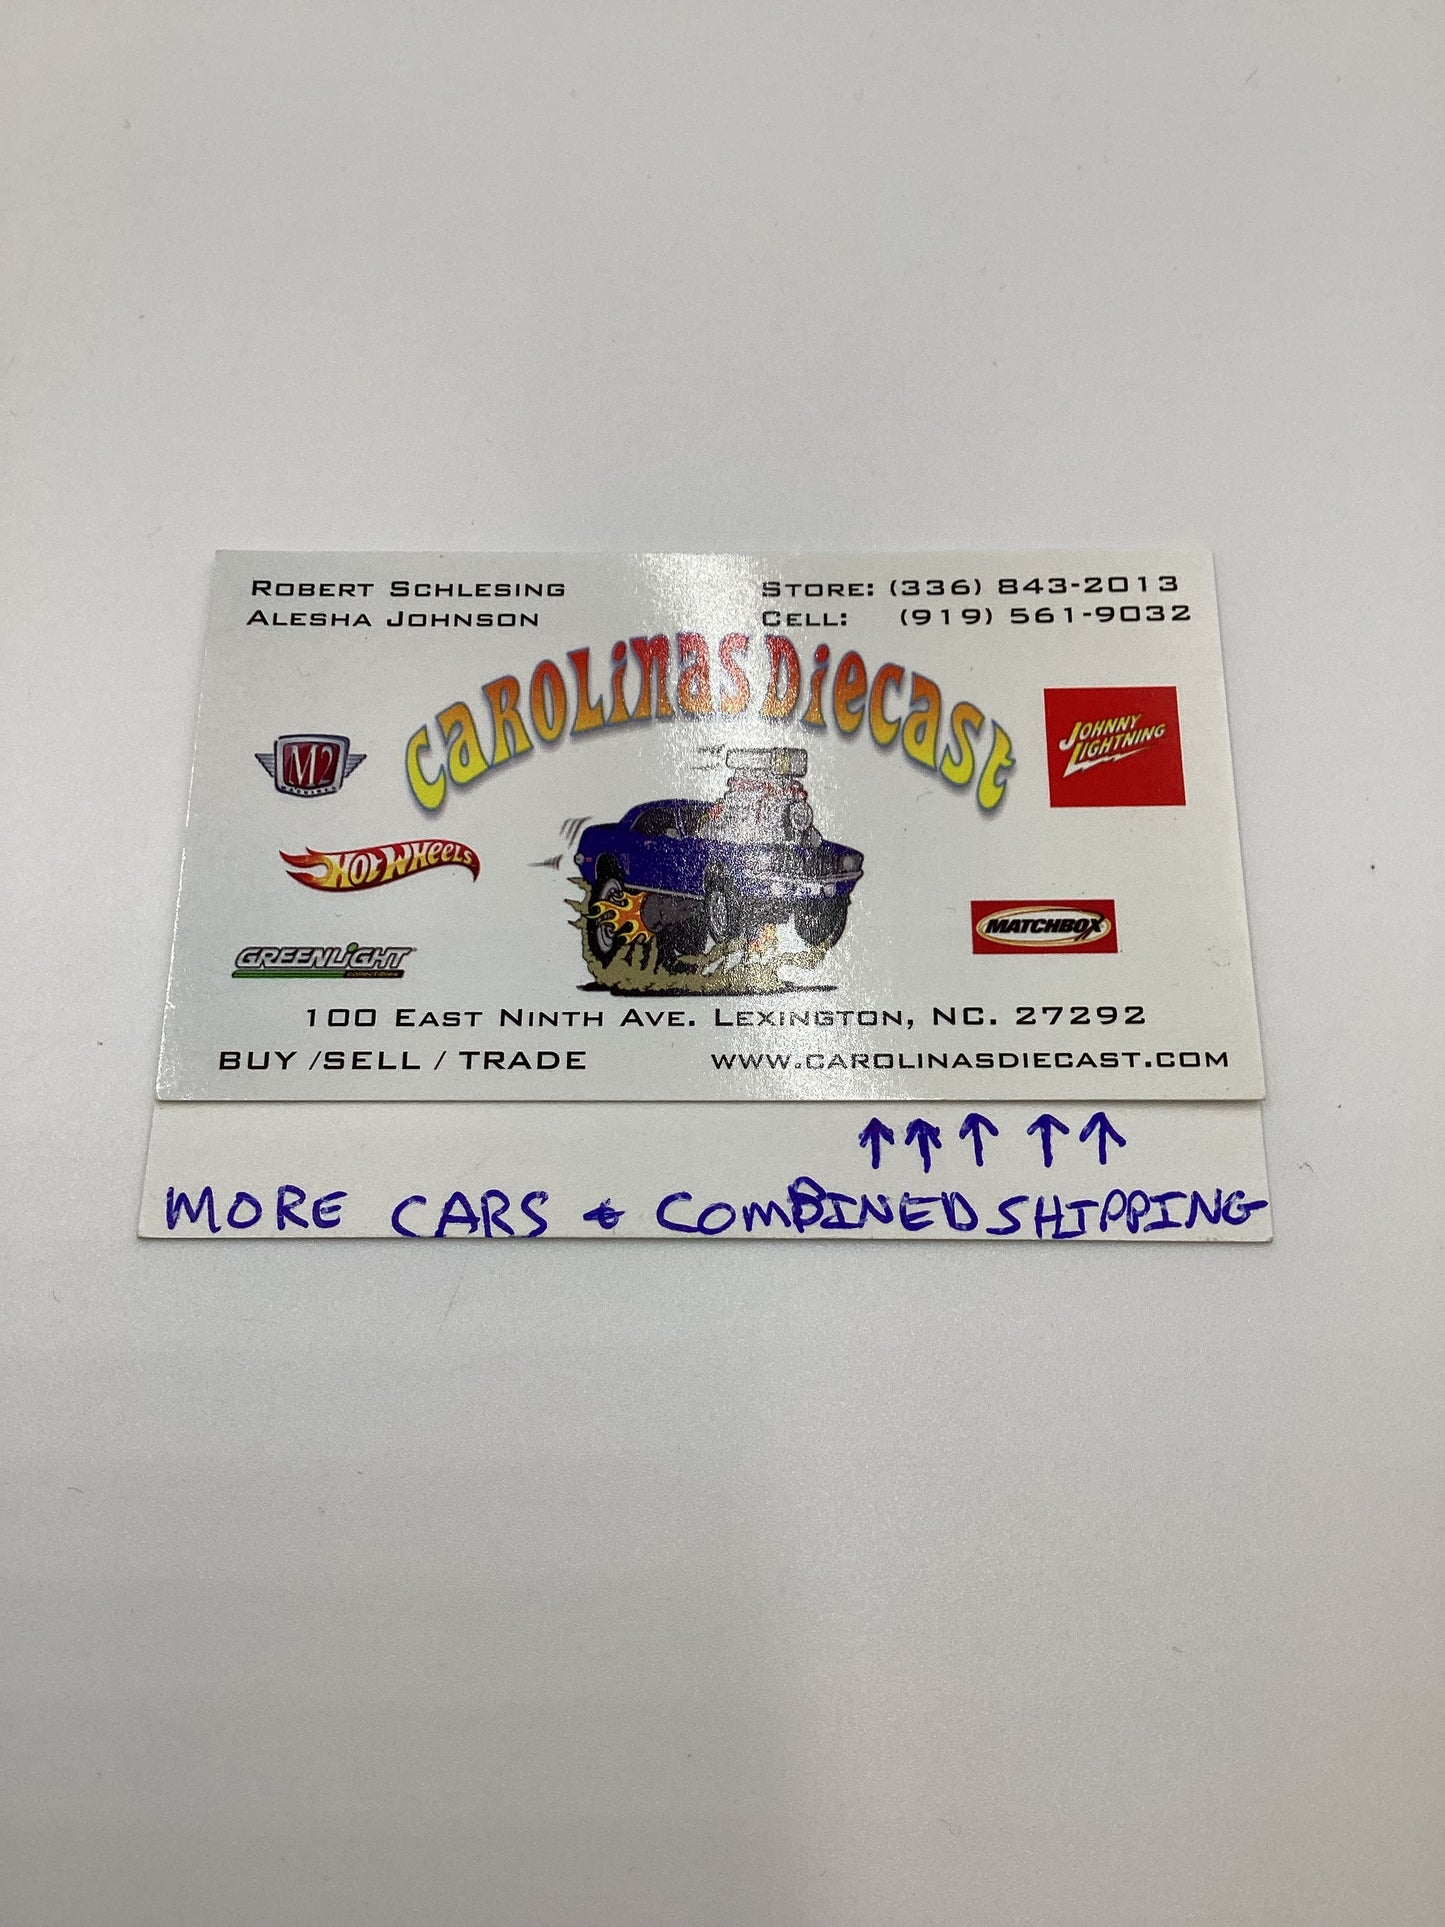 ROBERT SCHLESING
ALESHA JOHNSON
STORE: (336) 843-2013
CELL: (919) 561-9032
CAROLINAS DIECAST
M2
MACHINES
JOHNNY
LIGHTNING
HOT WHEELS
MATCHBOX
GREENLIGHT
collectibles
100 EAST NINTH AVE. LEXINGTON, NC. 27292
BUY /SELL / TRADE
WWW.CAROLINASDIECAST.COM
↑↑↑ ↑↑
MORE CARS & COMBINED SHIPPING